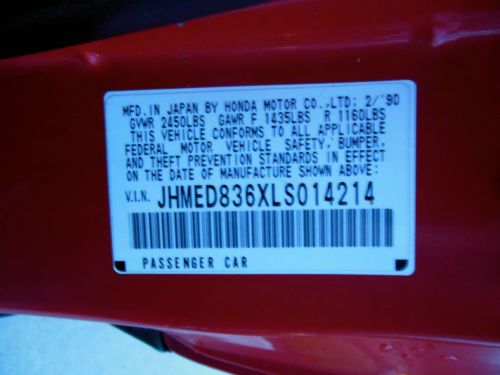 MFD. IN JAPAN BY HONDA MOTOR CO., LTD: 2/'90
GVWR 2450LBS GAWR F 1435LBS R 1160LBS
THIS VEHICLE CONFORMS TO ALL APPLICABLE
FEDERAL MOTOR VEHICLE SAFETY, BUMPER,
AND THEFT PREVENTION STANDARDS IN EFFECT
ON THE DATE OF MANUFACTURE SHOWN ABOVE:
V.I.N. JHMED836XLS014214
PASSENGER CAR